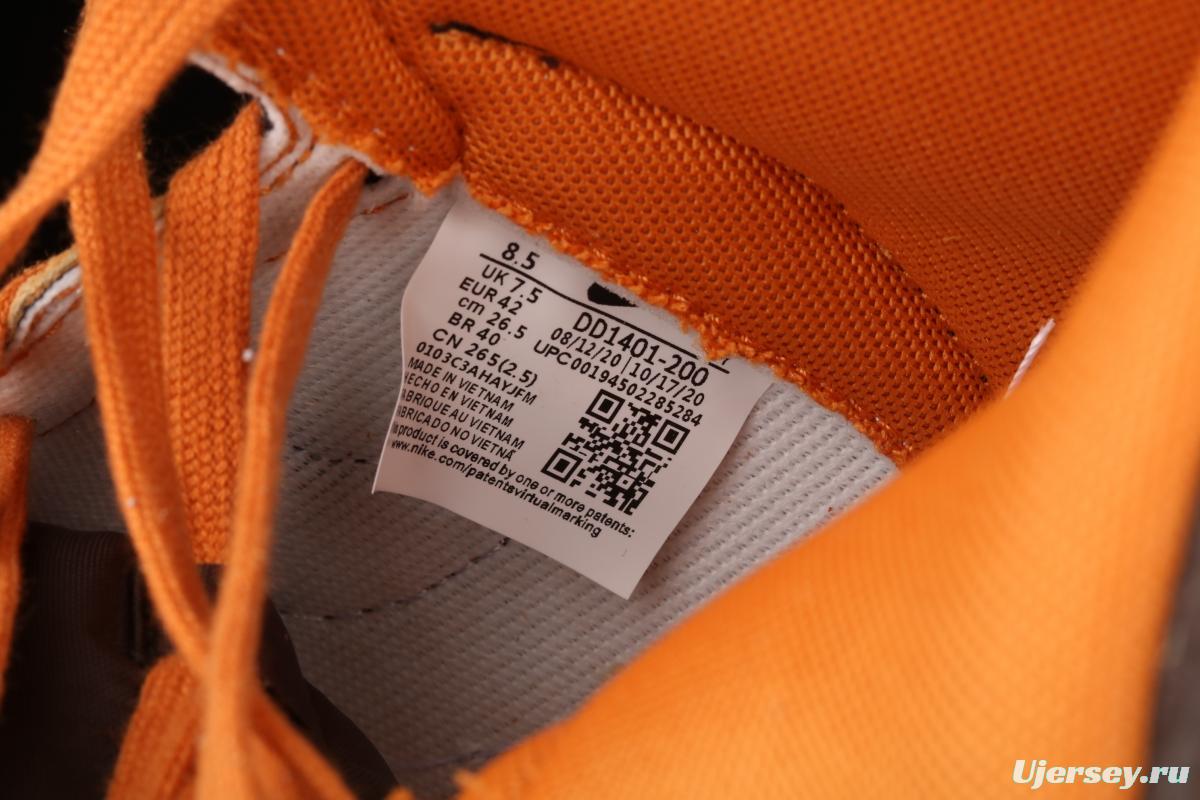 8.5
UK 7.5
EUR 42
cm 26.5
BR 40
CN 265(2.5)
0103C3AHAYJFM
MADE IN VIETNAM
HECHO EN VIETNAM
FABRIQUE AU VIETNAM
FABRICADO NO VIETNÃ
product is covered by one or more patents:
www.nike.com/patentsvirtualmarking
DD1401-200
08/12/20 | 10/17/20
UPC00194502285284
Ujersey.ru